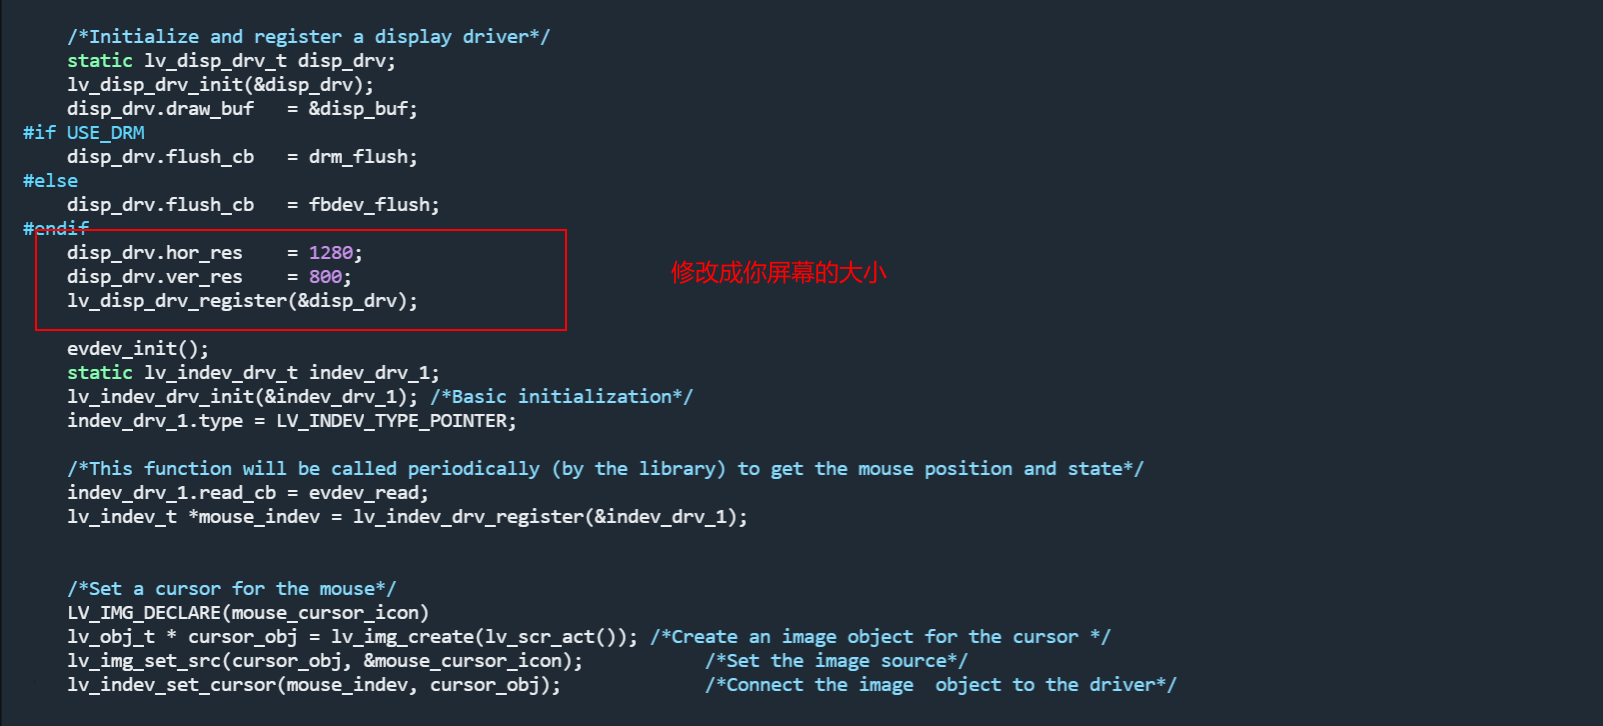 /*Initialize and register a display driver*/
static lv_disp_drv_t disp_drv;
lv_disp_drv_init(&disp_drv);
disp_drv.draw_buf   = &disp_buf;
#if USE_DRM
disp_drv.flush_cb   = drm_flush;
#else
disp_drv.flush_cb   = fbdev_flush;
#endif
disp_drv.hor_res    = 1280;
disp_drv.ver_res    = 800;
修改成你屏幕的大小
lv_disp_drv_register(&disp_drv);
evdev_init();
static lv_indev_drv_t indev_drv_1;
lv_indev_drv_init(&indev_drv_1); /*Basic initialization*/
indev_drv_1.type = LV_INDEV_TYPE_POINTER;
/*This function will be called periodically (by the library) to get the mouse position and state*/
indev_drv_1.read_cb = evdev_read;
lv_indev_t *mouse_indev = lv_indev_drv_register(&indev_drv_1);
/*Set a cursor for the mouse*/
LV_IMG_DECLARE(mouse_cursor_icon)
lv_obj_t * cursor_obj = lv_img_create(lv_scr_act()); /*Create an image object for the cursor */
lv_img_set_src(cursor_obj, &mouse_cursor_icon);           /*Set the image source*/
lv_indev_set_cursor(mouse_indev, cursor_obj);             /*Connect the image  object to the driver*/